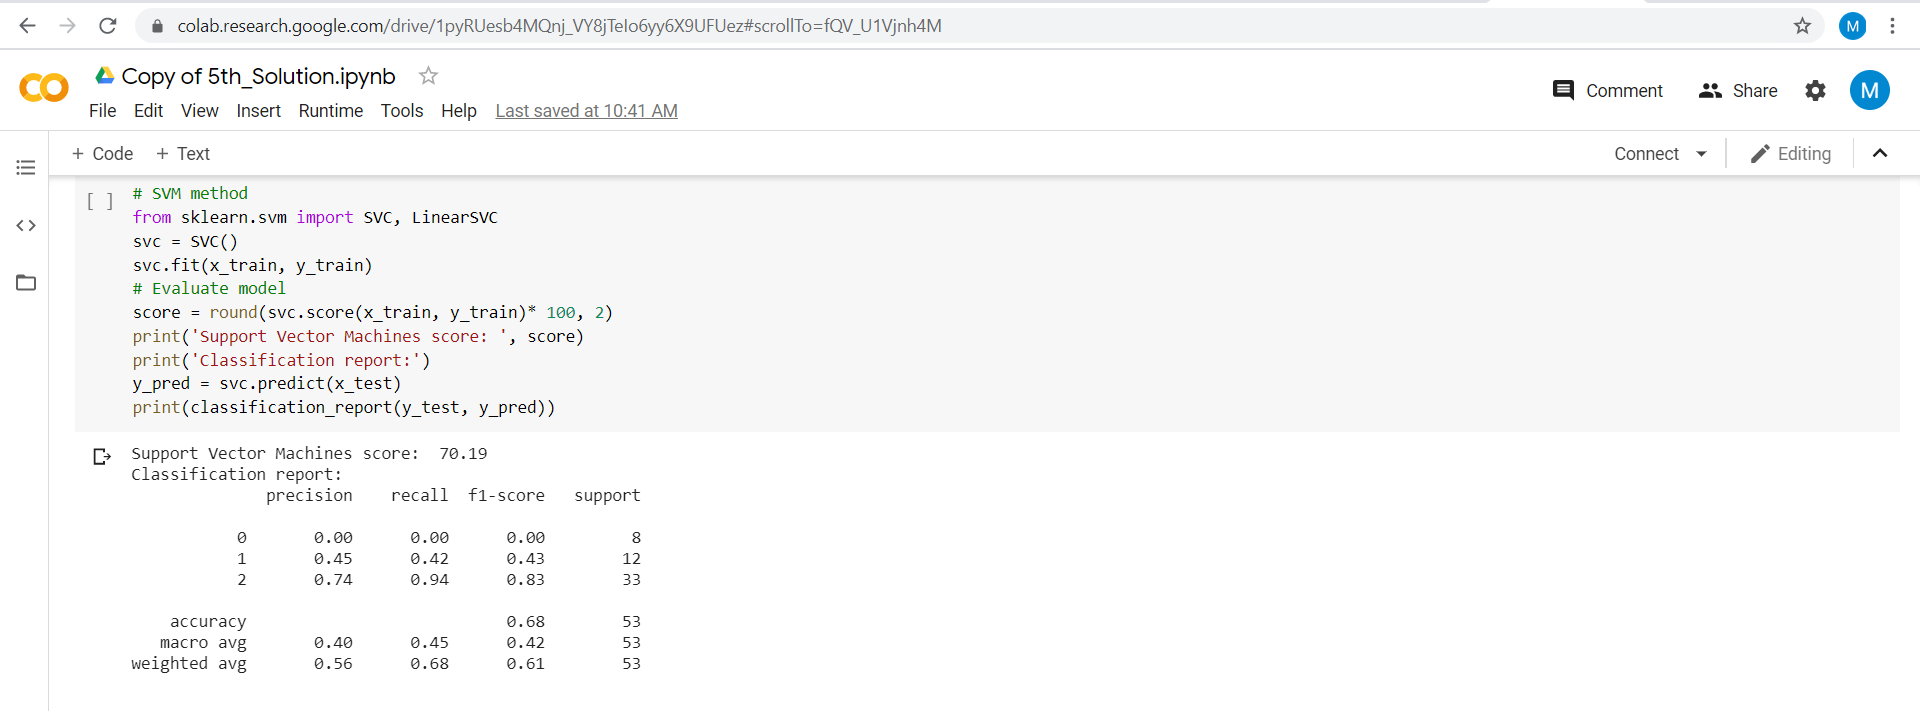 colab.research.google.com/drive/1pyRUesb4MQnj_VY8jTeIo6yy6X9UFUez#scrollTo=fQV_U1Vjnh4M
M
Copy of 5th_Solution.ipynb
File Edit View Insert Runtime Tools Help Last saved at 10:41 AM
Comment Share M
+ Code + Text
Connect Editing
[ ] # SVM method
from sklearn.svm import SVC, LinearSVC
svc = SVC()
svc.fit(x_train, y_train)
# Evaluate model
score = round(svc.score(x_train, y_train)* 100, 2)
print('Support Vector Machines score: ', score)
print('Classification report:')
y_pred = svc.predict(x_test)
print(classification_report(y_test, y_pred))
Support Vector Machines score:  70.19
Classification report:
precision recall f1-score support
0 0.00 0.00 0.00 8
1 0.45 0.42 0.43 12
2 0.74 0.94 0.83 33
accuracy 0.68 53
macro avg 0.40 0.45 0.42 53
weighted avg 0.56 0.68 0.61 53